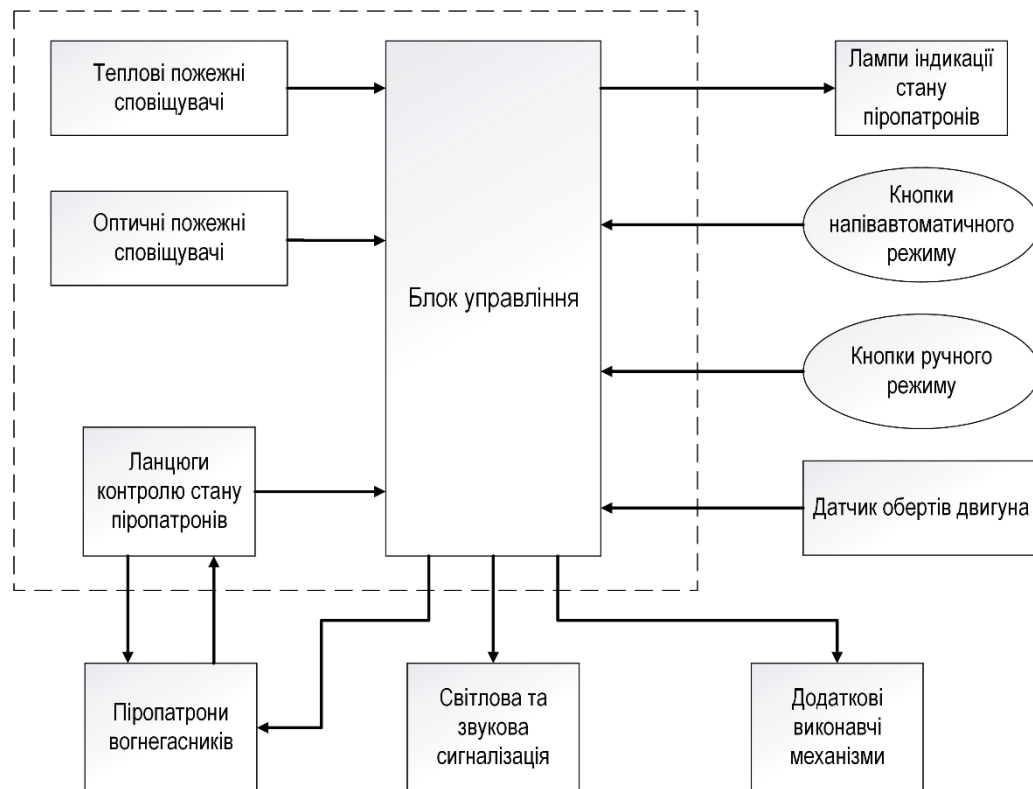 Теплові пожежні
сповіщувачі
Оптичні пожежні
сповіщувачі
Ланцюги
контролю стану
піропатронів
Блок управління
Лампи індикації
стану
піропатронів
Кнопки
напівавтоматичного
режиму
Кнопки ручного
режиму
Датчик обертів двигуна
Піропатрони
вогнегасників
Світлова та
звукова
сигналізація
Додаткові
виконавчі
механізми